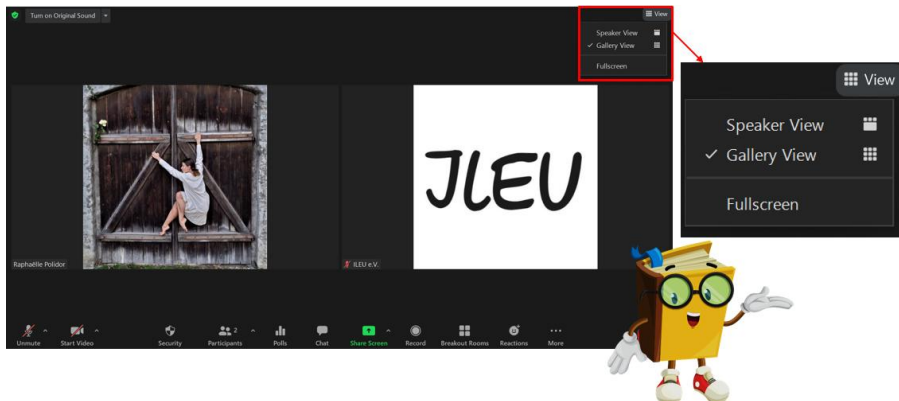 Turn on Original Sound
View
Speaker View
Gallery View
Fullscreen
View
Speaker View
Gallery View
Fullscreen
JLEU
Raphaëlle Polidor
ILEU e.V.
Unmute
Start Video
Security
Participants
2
Polls
Chat
Share Screen
Record
Breakout Rooms
Reactions
More